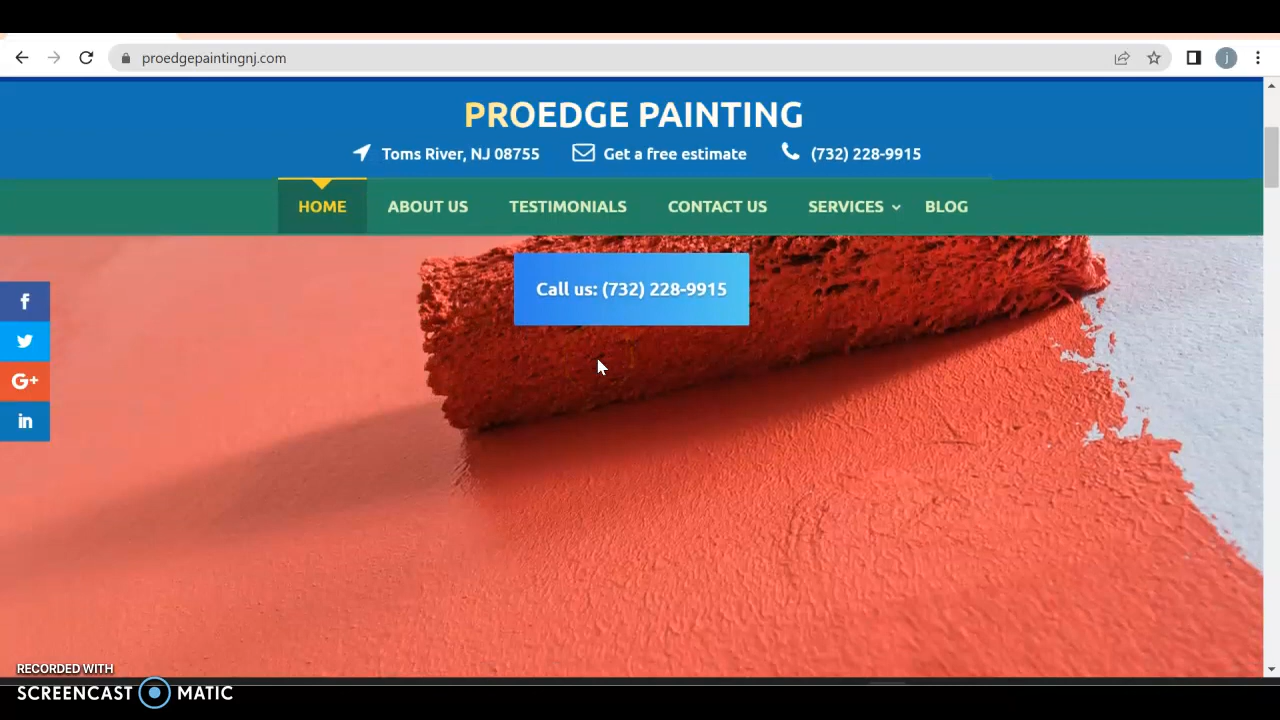 proedgepaintingnj.com
j
PROEDGE PAINTING
Toms River, NJ 08755 Get a free estimate (732) 228-9915
HOME ABOUT US TESTIMONIALS CONTACT US SERVICES BLOG
Call us: (732) 228-9915
f
G+
in
RECORDED WITH
SCREENCAST MATIC